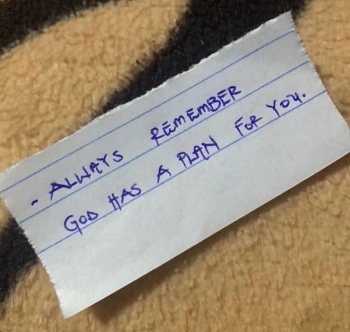 - ALWAYS REMEMBER
GOD HAS A PLAN FOR YOU.